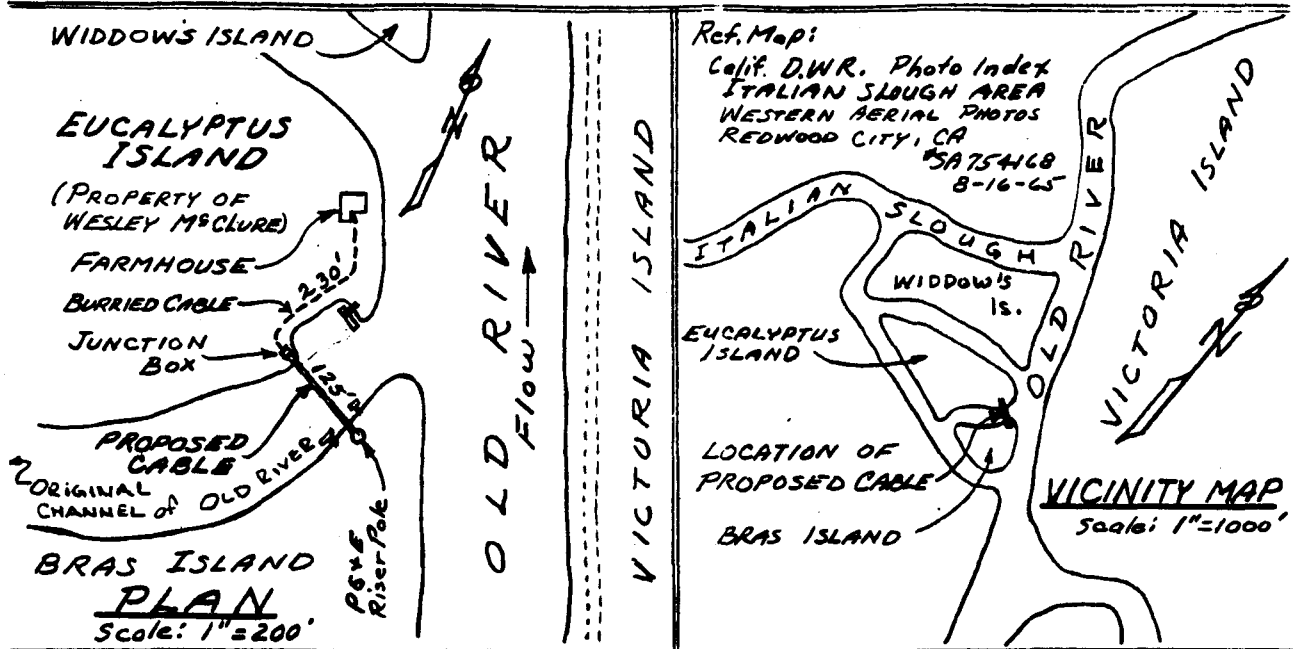 WIDDOW'S ISLAND
EUCALYPTUS
ISLAND
(PROPERTY OF
WESLEY McCLURE)
FARMHOUSE
230'
BURRIED CABLE
JUNCTION
BOX
125'±
PROPOSED
CABLE
ORIGINAL
CHANNEL of OLD RIVER
BRAS ISLAND
PLAN
Scale: 1"=200'
PG&E
Riser Pole
N
OLD RIVER
Flow
VICTORIA ISLAND
Ref. Map:
Calif. D.W.R. Photo Index
ITALIAN SLOUGH AREA
WESTERN AERIAL PHOTOS
REDWOOD CITY, CA
#SA754168
8-16-65
ITALIAN SLOUGH
OLD RIVER
WIDDOW'S
Is.
EUCALYPTUS
ISLAND
VICTORIA ISLAND
N
LOCATION OF
PROPOSED CABLE
BRAS ISLAND
VICINITY MAP
Scale: 1"=1000'